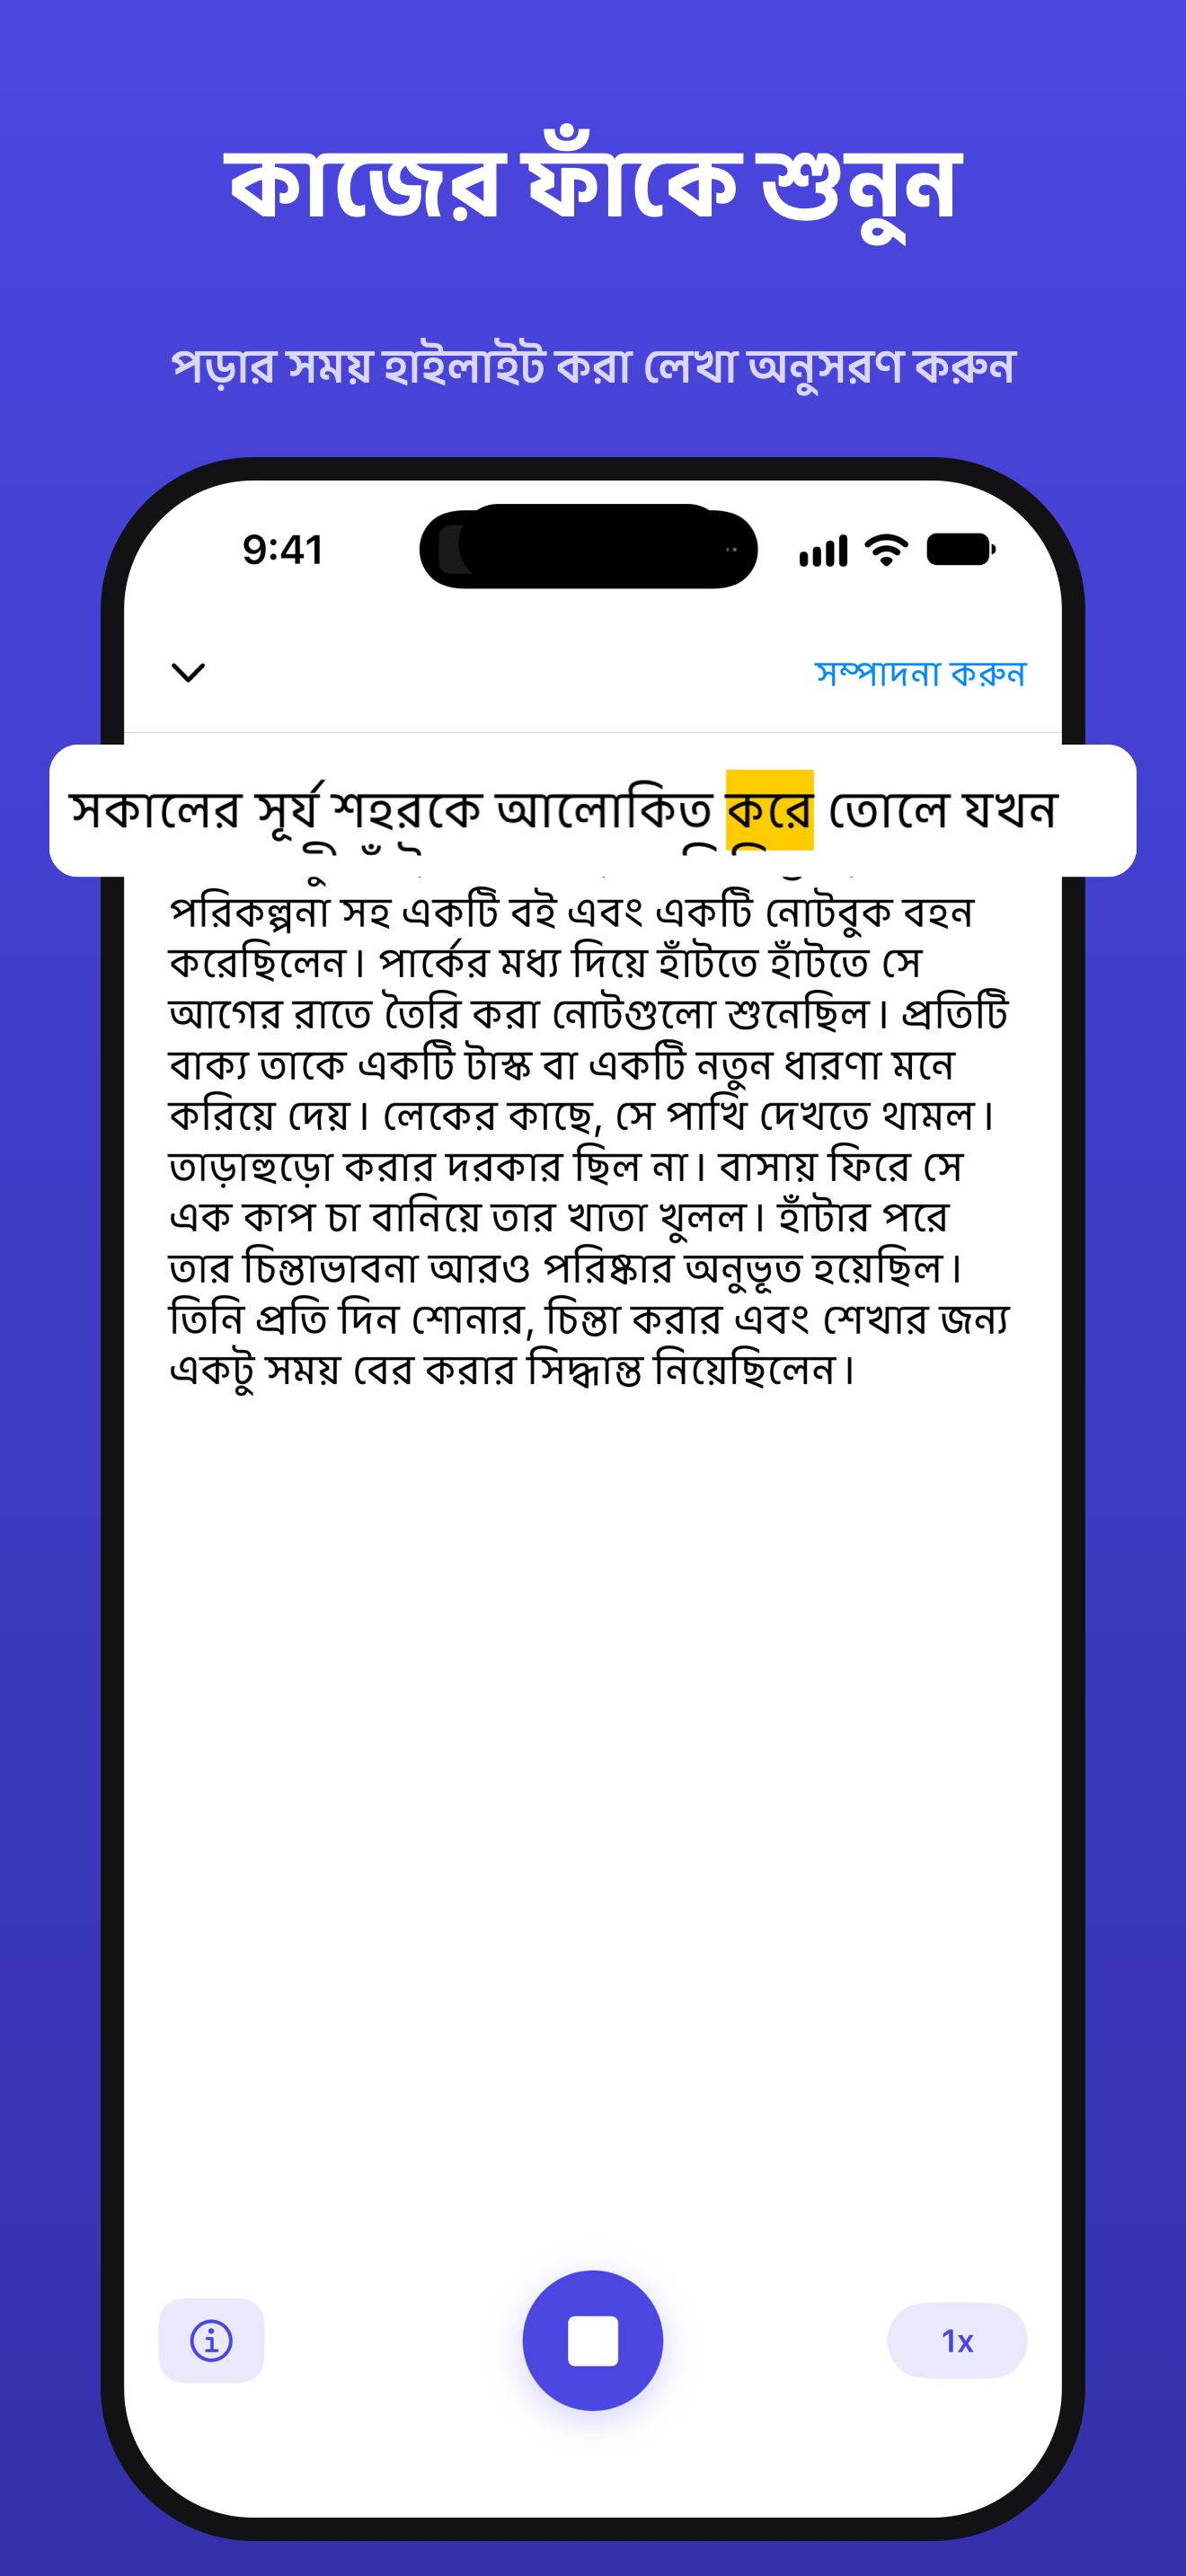 কাজের ফাঁকে শুনুন
পড়ার সময় হাইলাইট করা লেখা অনুসরণ করুন
9:41
সম্পাদনা করুন
সকালের সূর্য শহরকে আলোকিত করে তোলে যখন
পরিকল্পনা সহ একটি বই এবং একটি নোটবুক বহন
করেছিলেন। পার্কের মধ্য দিয়ে হাঁটতে হাঁটতে সে
আগের রাতে তৈরি করা নোটগুলো শুনেছিল। প্রতিটি
বাক্য তাকে একটি টাস্ক বা একটি নতুন ধারণা মনে
করিয়ে দেয়। লেকের কাছে, সে পাখি দেখতে থামল।
তাড়াহুড়ো করার দরকার ছিল না। বাসায় ফিরে সে
এক কাপ চা বানিয়ে তার খাতা খুলল। হাঁটার পরে
তার চিন্তাভাবনা আরও পরিষ্কার অনুভূত হয়েছিল।
তিনি প্রতি দিন শোনার, চিন্তা করার এবং শেখার জন্য
একটু সময় বের করার সিদ্ধান্ত নিয়েছিলেন।
1x